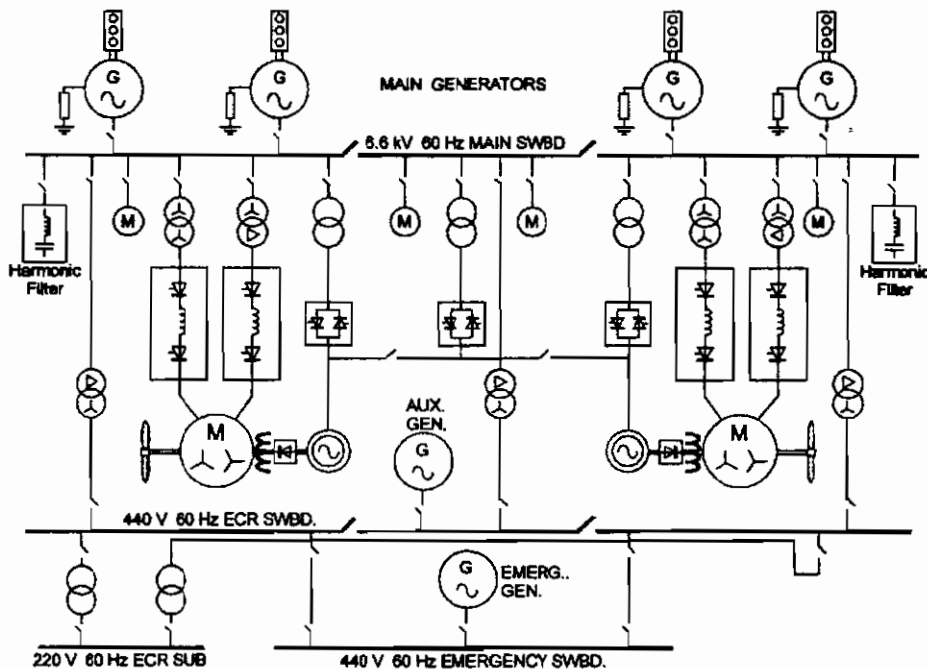 G G G G
MAIN GENERATORS
6.6 kV 60 Hz MAIN SWBD
M M M M
Harmonic
Filter
Harmonic
Filter
AUX.
GEN.
G
M M
440 V 60 Hz ECR SWBD.
G
EMERG..
GEN.
220 V 60 Hz ECR SUB
440 V 60 Hz EMERGENCY SWBD.